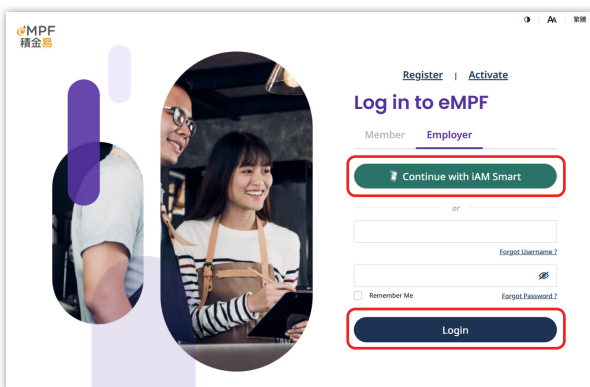 eMPF
積金易
AA 繁體
Register | Activate
Log in to eMPF
Member Employer
Continue with iAM Smart
or
Forgot Username ?
Remember Me Forgot Password ?
Login